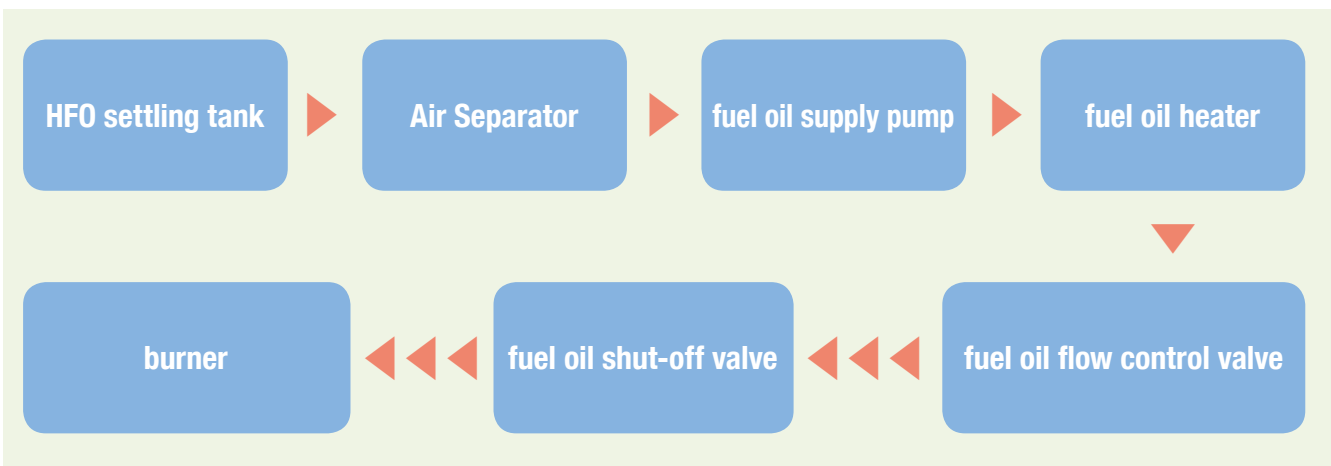 HFO settling tank
Air Separator
fuel oil supply pump
fuel oil heater
fuel oil flow control valve
fuel oil shut-off valve
burner